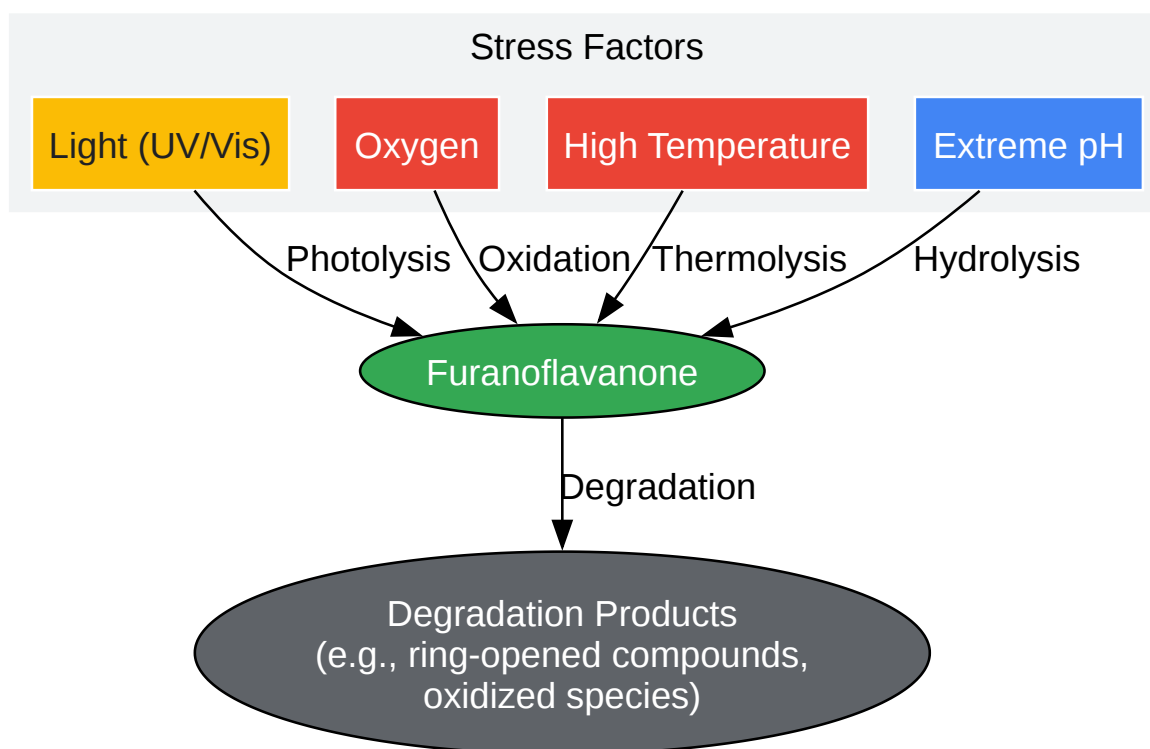 Stress Factors
Light (UV/Vis)
Oxygen
High Temperature
Extreme pH
Photolysis
Oxidation
Thermolysis
Hydrolysis
Furanoflavanone
Degradation
Degradation Products
(e.g., ring-opened compounds,
oxidized species)